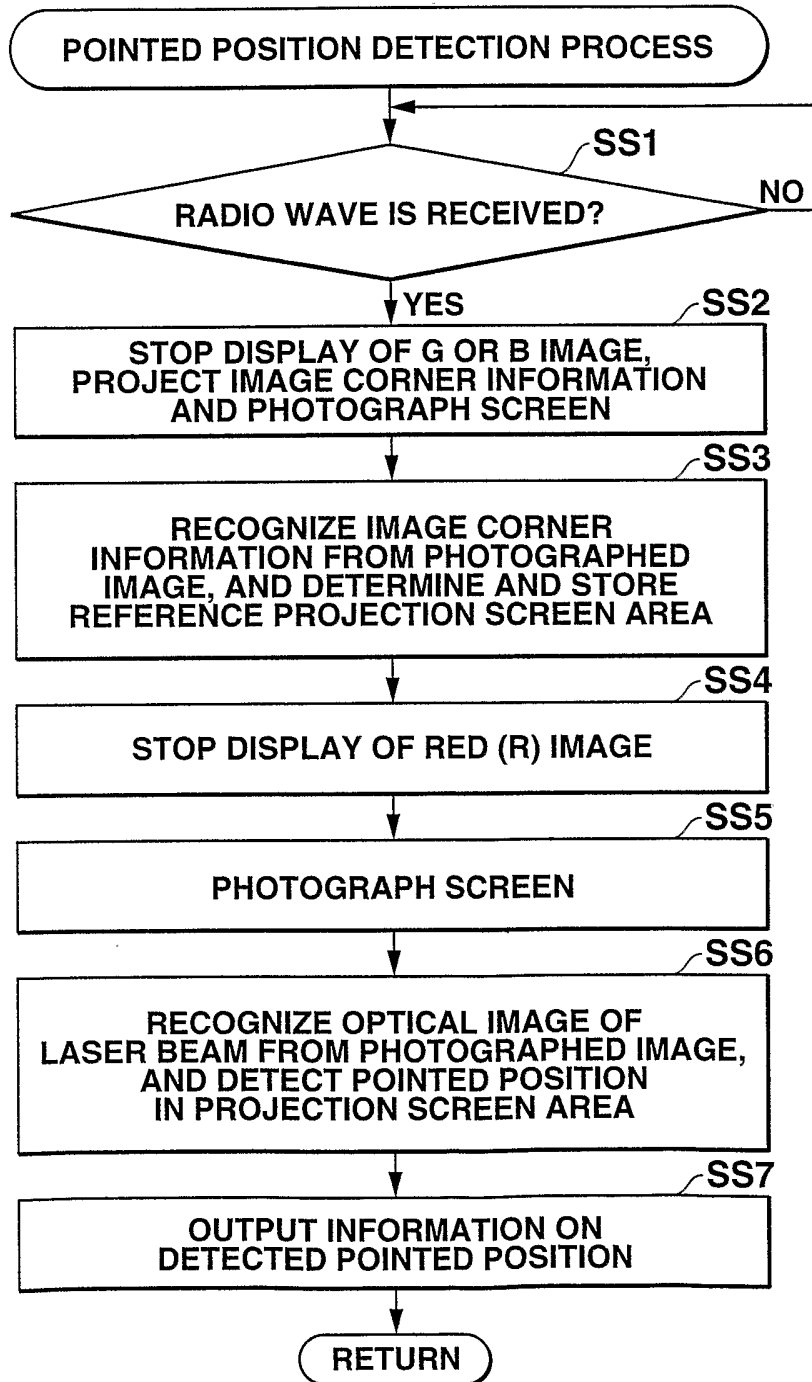 POINTED POSITION DETECTION PROCESS
SS1
RADIO WAVE IS RECEIVED?
NO
YES
SS2
STOP DISPLAY OF G OR B IMAGE,
PROJECT IMAGE CORNER INFORMATION
AND PHOTOGRAPH SCREEN
SS3
RECOGNIZE IMAGE CORNER
INFORMATION FROM PHOTOGRAPHED
IMAGE, AND DETERMINE AND STORE
REFERENCE PROJECTION SCREEN AREA
SS4
STOP DISPLAY OF RED (R) IMAGE
SS5
PHOTOGRAPH SCREEN
SS6
RECOGNIZE OPTICAL IMAGE OF
LASER BEAM FROM PHOTOGRAPHED IMAGE,
AND DETECT POINTED POSITION
IN PROJECTION SCREEN AREA
SS7
OUTPUT INFORMATION ON
DETECTED POINTED POSITION
RETURN